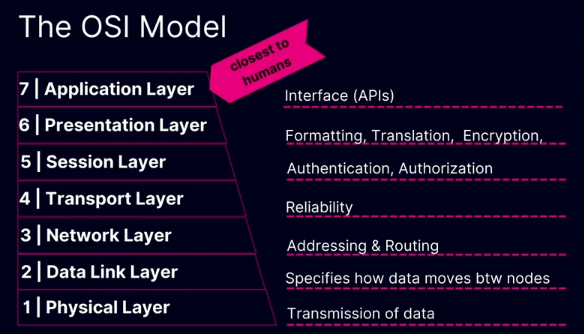 The OSI Model
closest to
humans
7 | Application Layer
Interface (APIs)
6 | Presentation Layer
Formatting, Translation, Encryption,
5 | Session Layer
Authentication, Authorization
4 | Transport Layer
Reliability
3 | Network Layer
Addressing & Routing
2 | Data Link Layer
Specifies how data moves btw nodes
1 | Physical Layer
Transmission of data